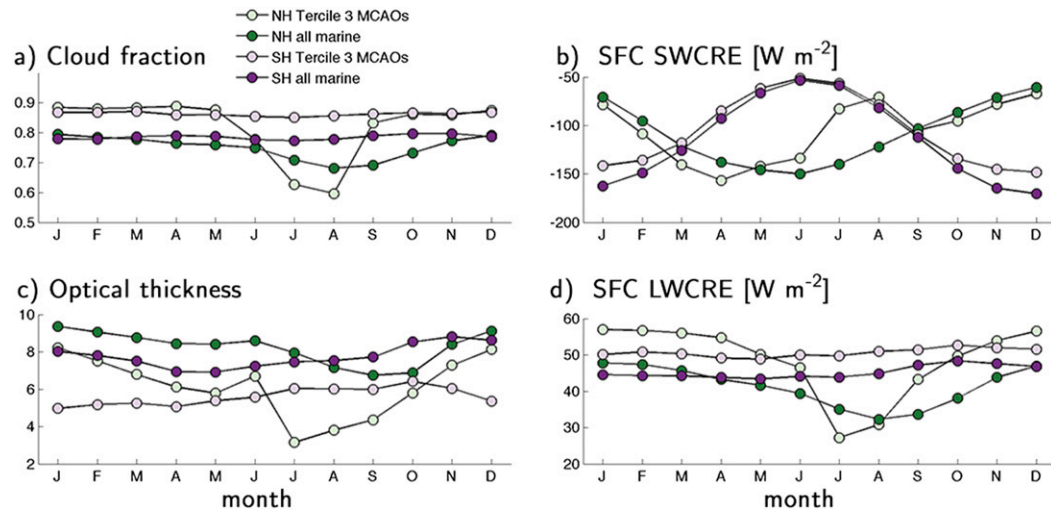 NH Tercile 3 MCAOs
NH all marine
SH Tercile 3 MCAOs
SH all marine
a) Cloud fraction
0.9
0.8
0.7
0.6
0.5
J F M A M J J A S O N D
b) SFC SWCRE [W m-2]
-50
-100
-150
-200
J F M A M J J A S O N D
c) Optical thickness
10
8
6
4
2
J F M A M J J A S O N D
month
d) SFC LWCRE [W m-2]
60
50
40
30
20
J F M A M J J A S O N D
month